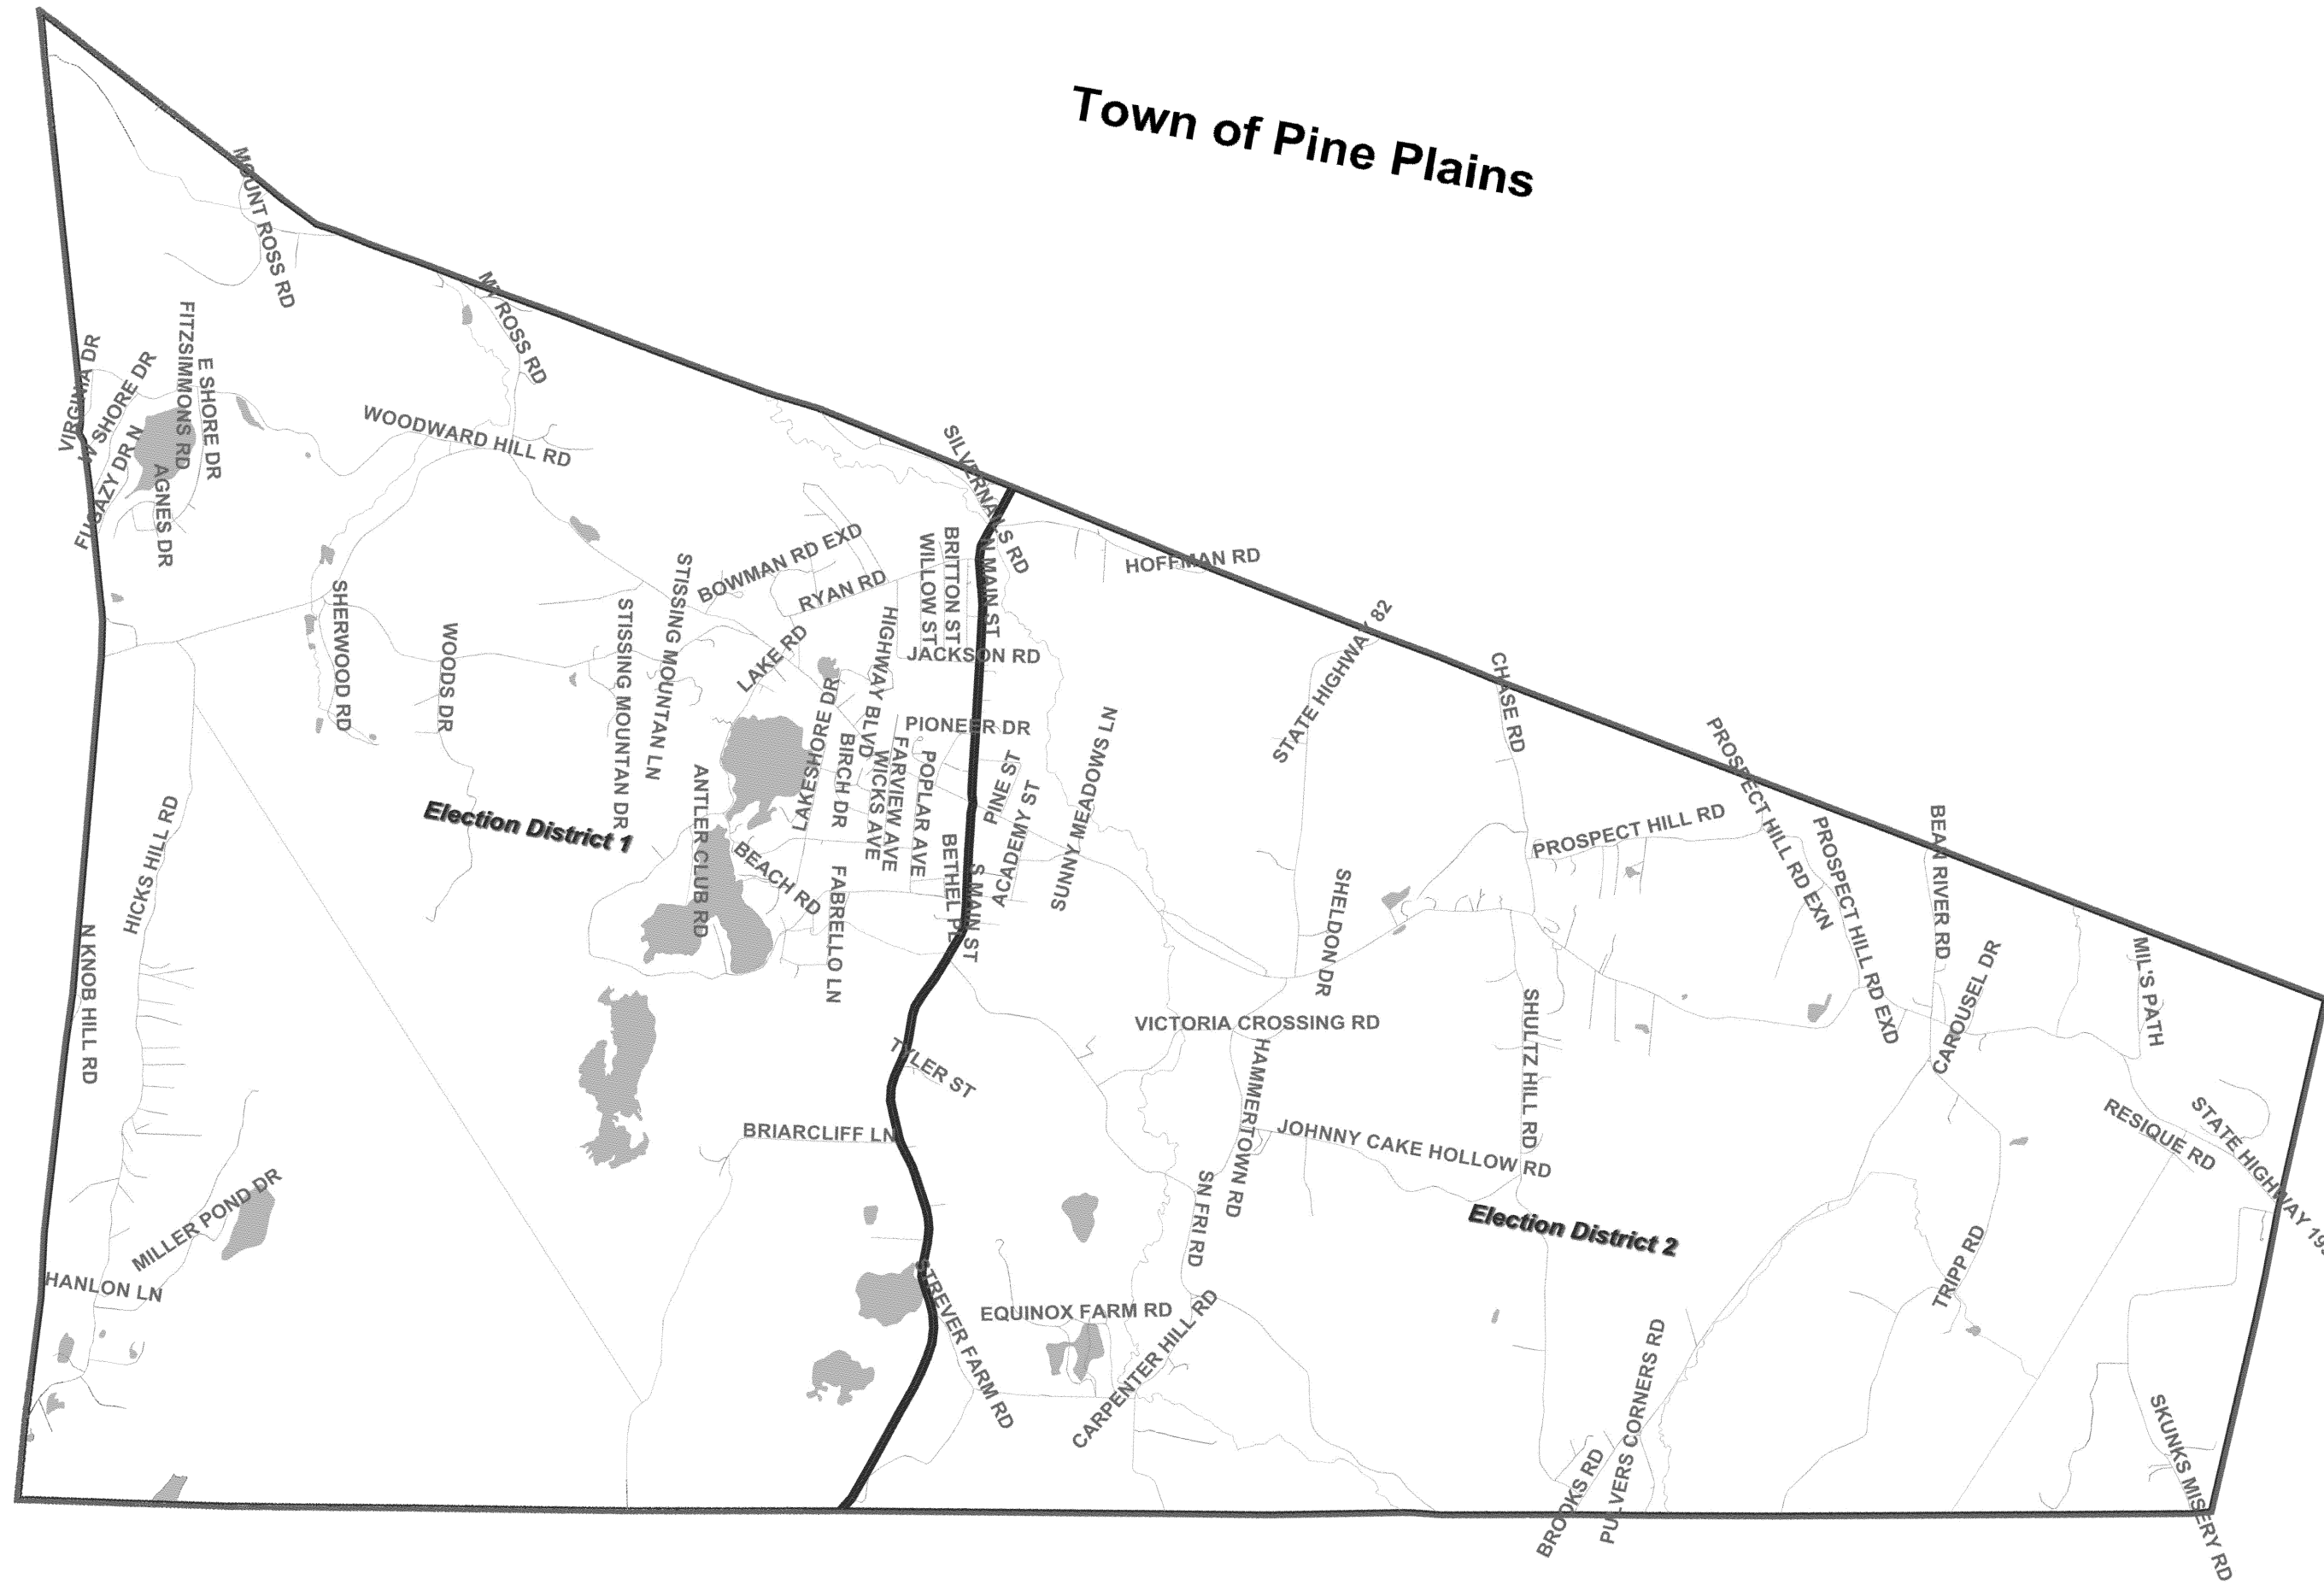 Town of Pine Plains
MOUNT ROSS RD
MT ROSS RD
VIRGINIA DR
W SHORE DR
FITZSIMMONS RD
E SHORE DR
FUGAZY DR N
AGNES DR
WOODWARD HILL RD
SILVERNAILS RD
HOFFMAN RD
BOWMAN RD EXD
RYAN RD
WILLOW ST
BRITTON ST
N MAIN ST
STATE HIGHWAY 82
SHERWOOD RD
WOODS DR
STISSING MOUNTAIN DR
STISSING MOUNTAIN LN
LAKE RD
HIGHWAY BLVD
JACKSON RD
CHASE RD
LAKESHORE DR
PIONEER DR
BIRCH DR
WICKS AVE
FARVIEW AVE
POPLAR AVE
PINE ST
ACADEMY ST
SUNNY MEADOWS LN
PROSPECT HILL RD
PROSPECT HILL RD EXN
PROSPECT HILL RD EXD
BEAN RIVER RD
Election District 1
ANTLER CLUB RD
BEACH RD
FABRELLO LN
BETHEL PL
S MAIN ST
HICKS HILL RD
N KNOB HILL RD
SHELDON DR
CAROUSEL DR
MIL'S PATH
VICTORIA CROSSING RD
SHULTZ HILL RD
TYLER ST
HAMMERTOWN RD
BRIARCLIFF LN
JOHNNY CAKE HOLLOW RD
RESIQUE RD
STATE HIGHWAY 19
MILLER POND DR
SN FRI RD
Election District 2
TRIPP RD
HANLON LN
STREVER FARM RD
EQUINOX FARM RD
CARPENTER HILL RD
BROOKS RD
PULVERS CORNERS RD
SKUNKS MISERY RD